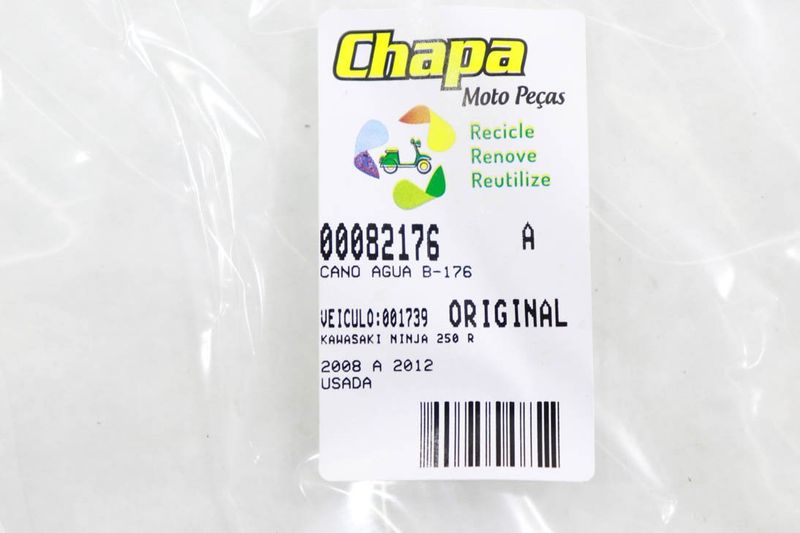 Chapa
Moto Peças
Recicle
Renove
Reutilize
00082176 A
CANO AGUA B-176
VEICULO:001739 ORIGINAL
KAWASAKI NINJA 250 R
2008 A 2012
USADA